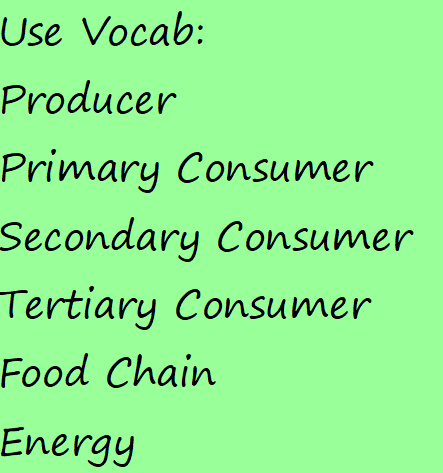 Use Vocab:
Producer
Primary Consumer
Secondary Consumer
Tertiary Consumer
Food Chain
Energy